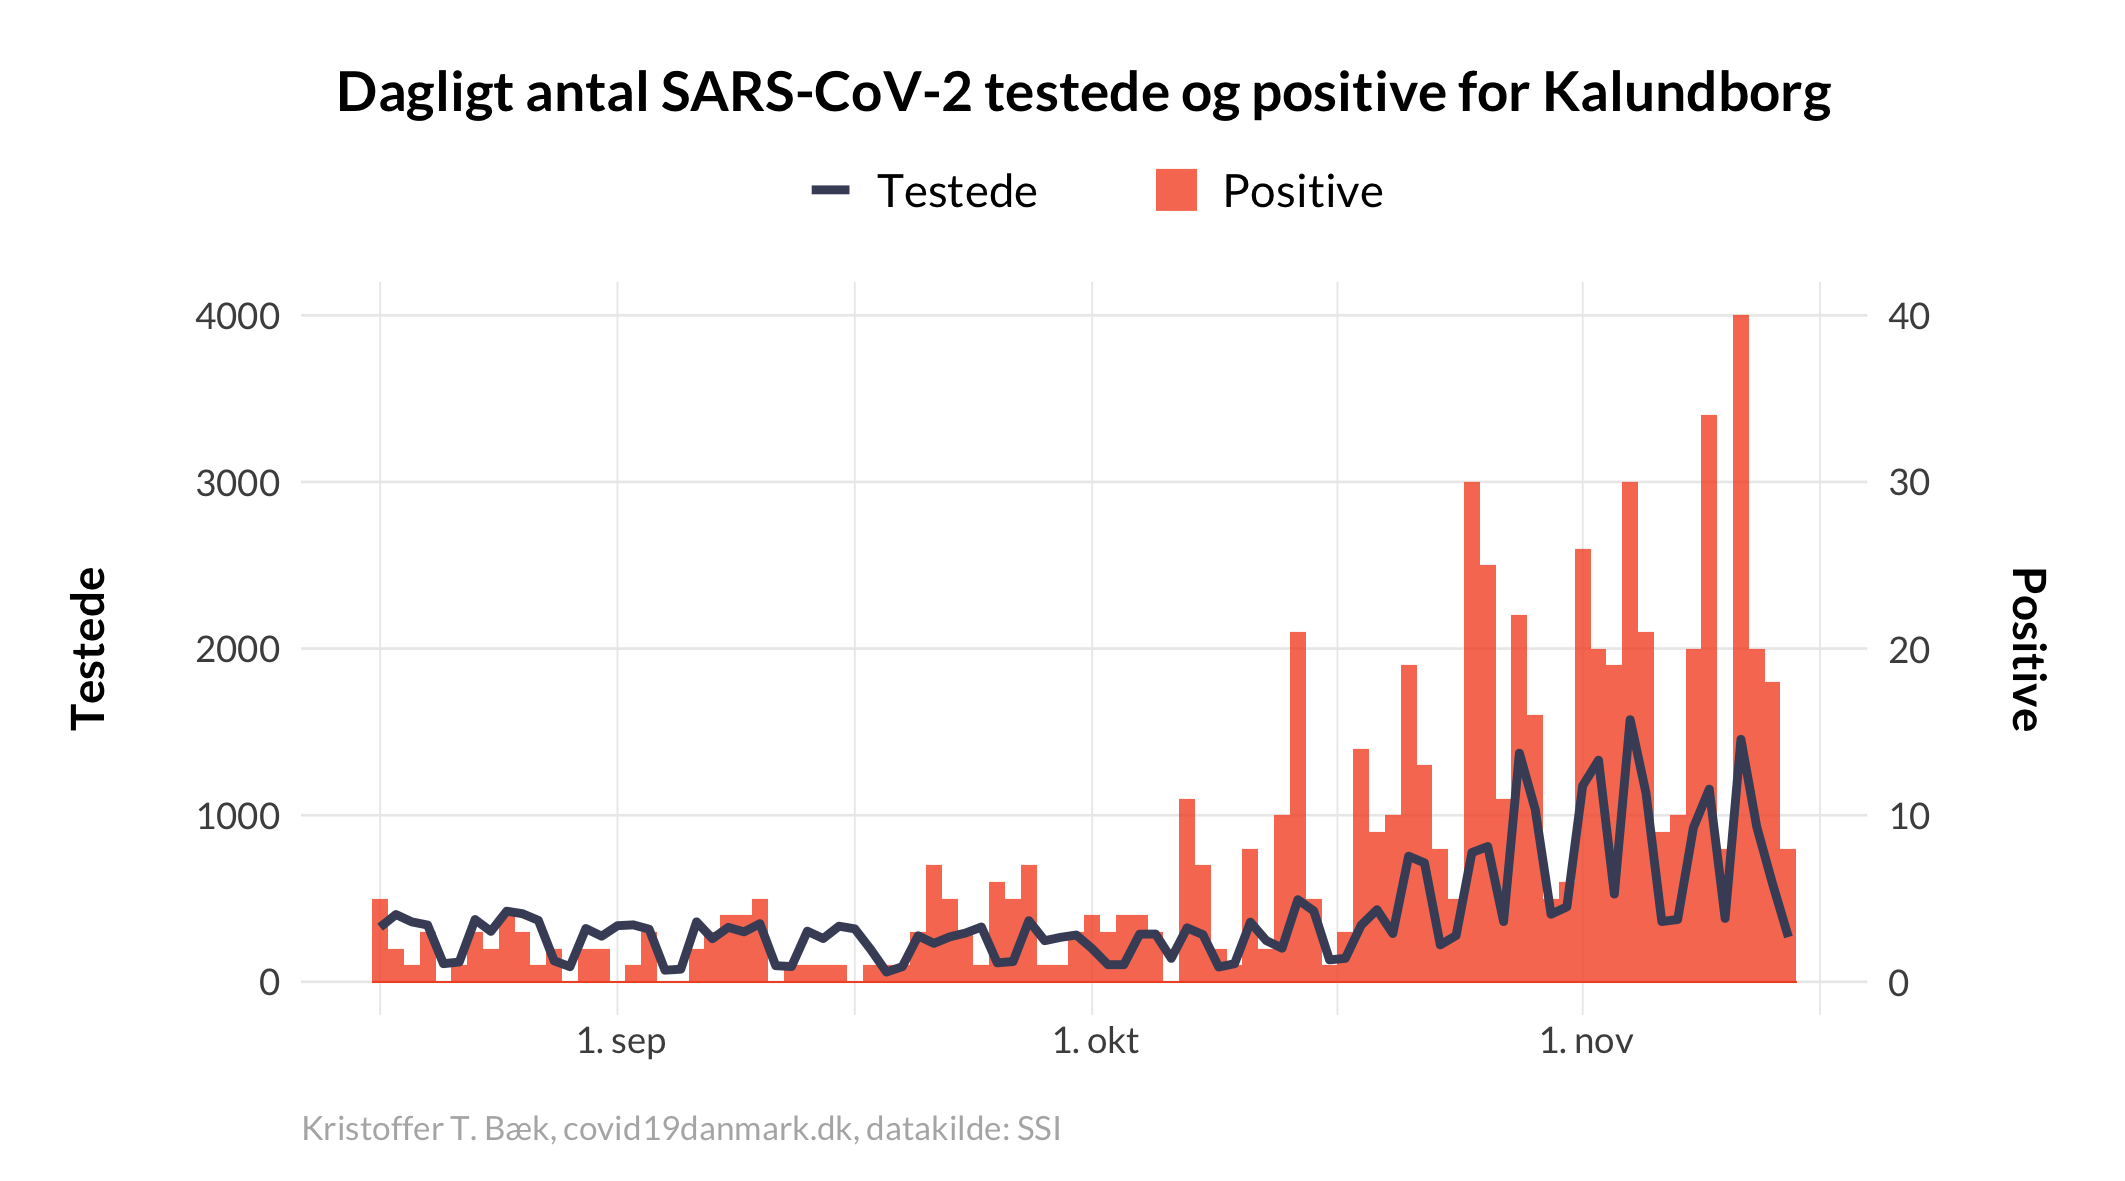 Dagligt antal SARS-CoV-2 testede og positive for Kalundborg
Testede
Positive
4000
3000
2000
1000
0
40
30
20
10
0
Testede
Positive
1. sep
1. okt
1. nov
Kristoffer T. Bæk, covid19danmark.dk, datakilde: SSI